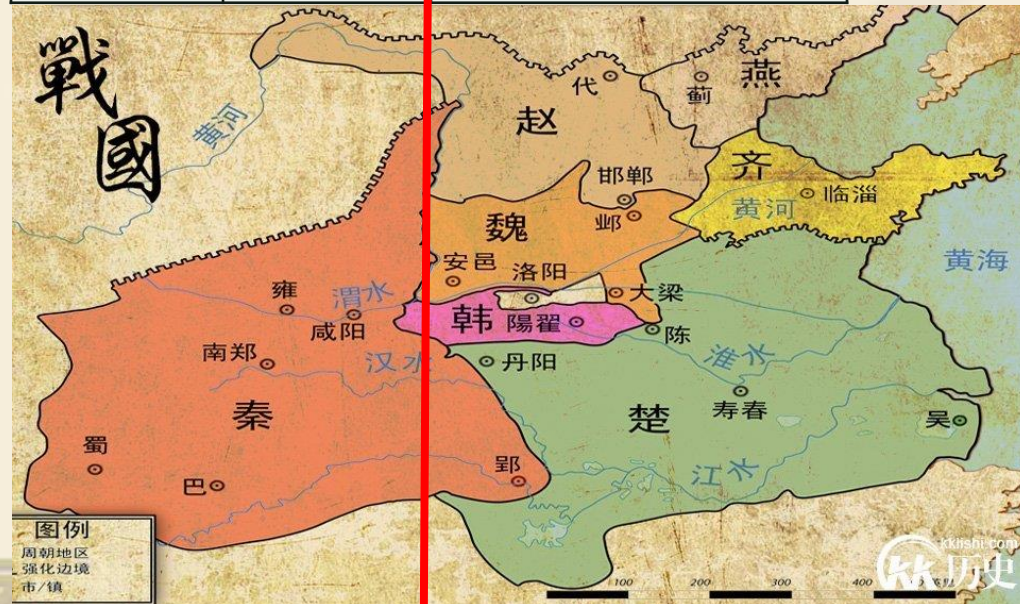 戰國
黄河
代
蓟
燕
赵
齐
邯郸
临淄
黄河
邺
魏
黄海
安邑
洛阳
大梁
雍
渭水
咸阳
韩
陽翟
陈
南郑
汉水
丹阳
淮水
秦
楚
寿春
吴
蜀
郢
江水
巴
图例
周朝地区
强化边境
市/镇
kklishi.com
kk历史
100
200
300
400